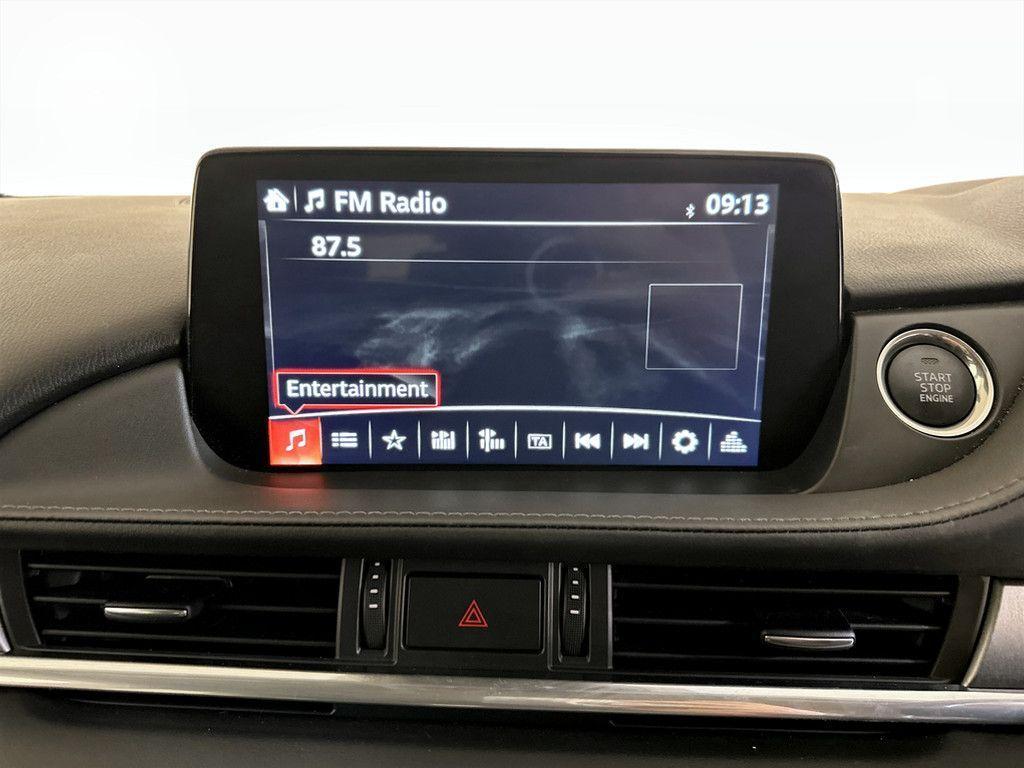 FM Radio
09:13
87.5
Entertainment
TA
START
STOP
ENGINE